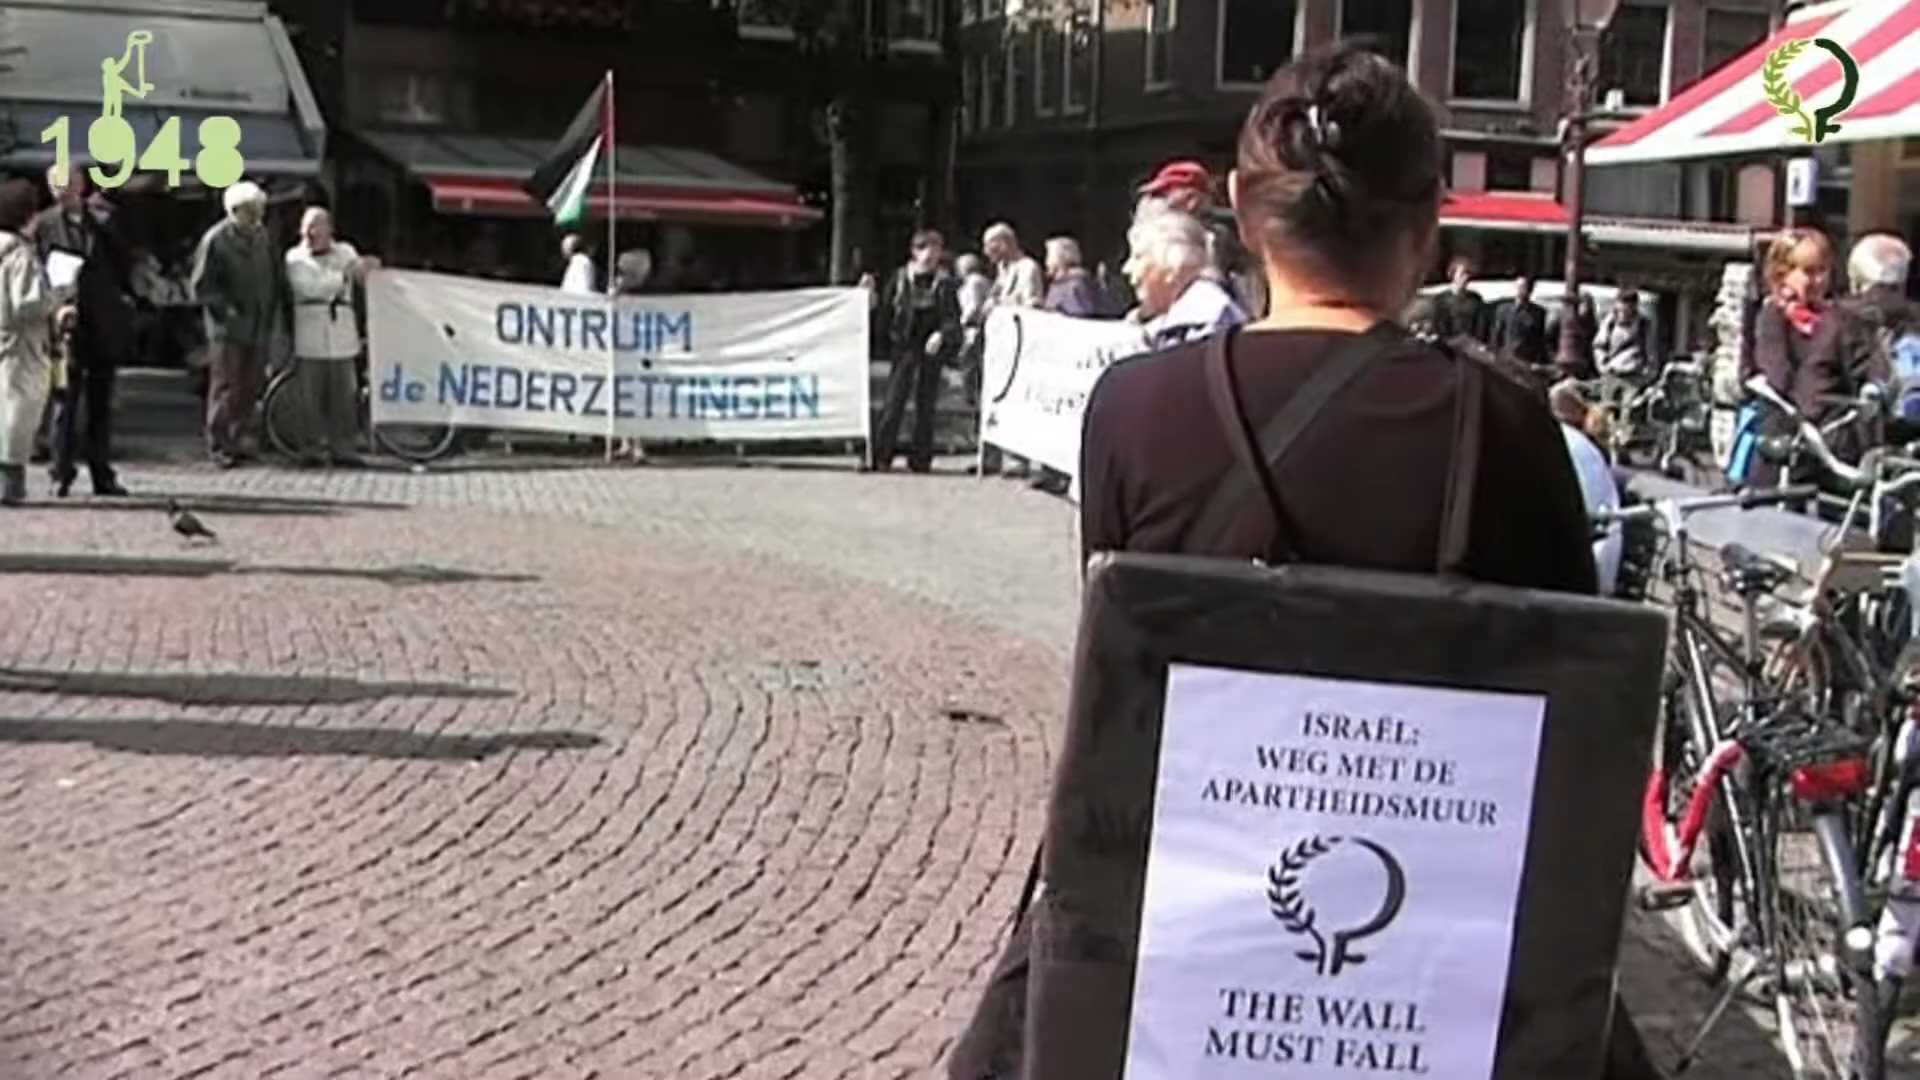 1948
ONTRUIM
de NEDERZETTINGEN
ISRAËL:
WEG MET DE
APARTHEIDSMUUR
THE WALL
MUST FALL